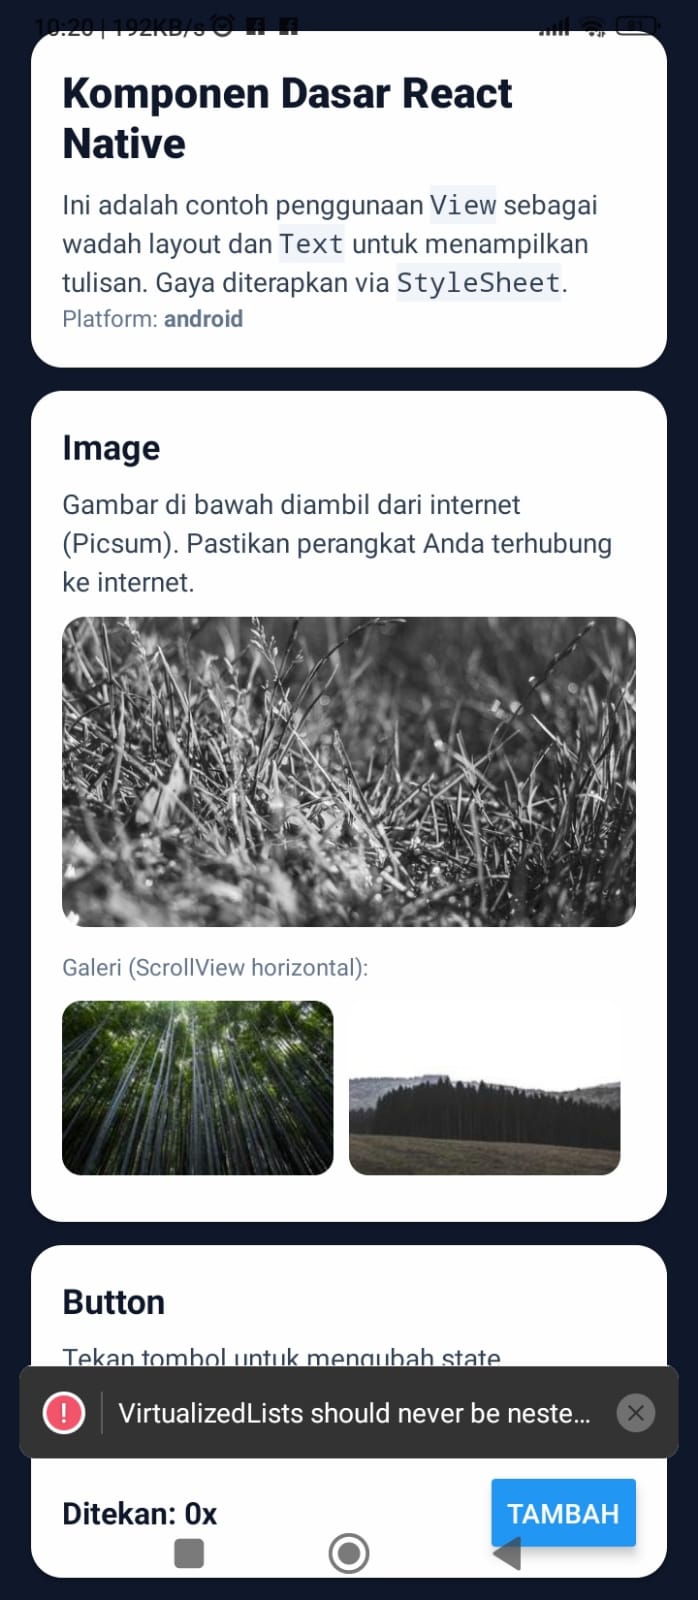 10:20 | 192KB/s
81
Komponen Dasar React
Native
Ini adalah contoh penggunaan View sebagai
wadah layout dan Text untuk menampilkan
tulisan. Gaya diterapkan via StyleSheet.
Platform: android
Image
Gambar di bawah diambil dari internet
(Picsum). Pastikan perangkat Anda terhubung
ke internet.
Galeri (ScrollView horizontal):
Button
Tekan tombol untuk mengubah state
VirtualizedLists should never be neste...
Ditekan: 0x
TAMBAH